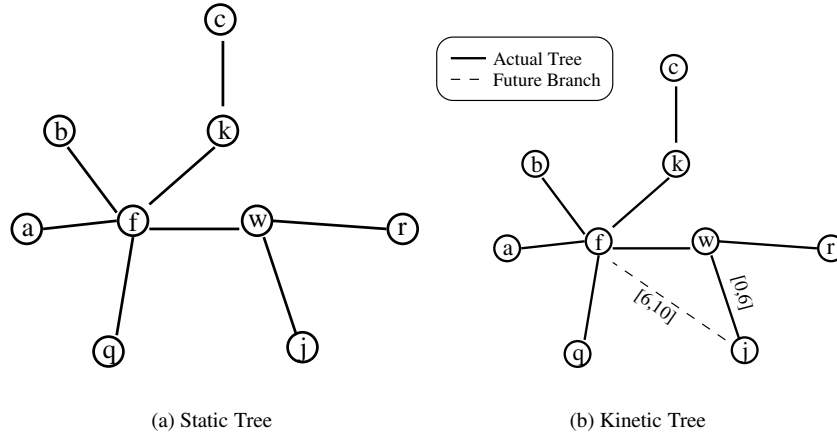 c
b
k
a
f
w
r
q
j
(a) Static Tree
Actual Tree
Future Branch
c
b
k
a
f
w
r
[6,10]
[0,6]
q
j
(b) Kinetic Tree